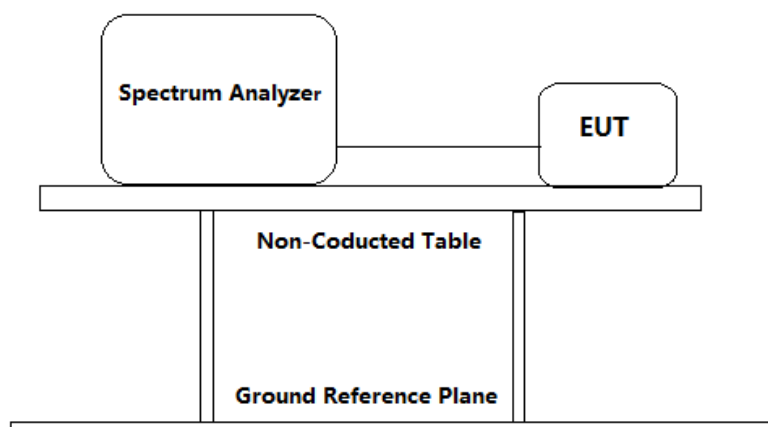 Spectrum Analyzer
EUT
Non-Coducted Table
Ground Reference Plane